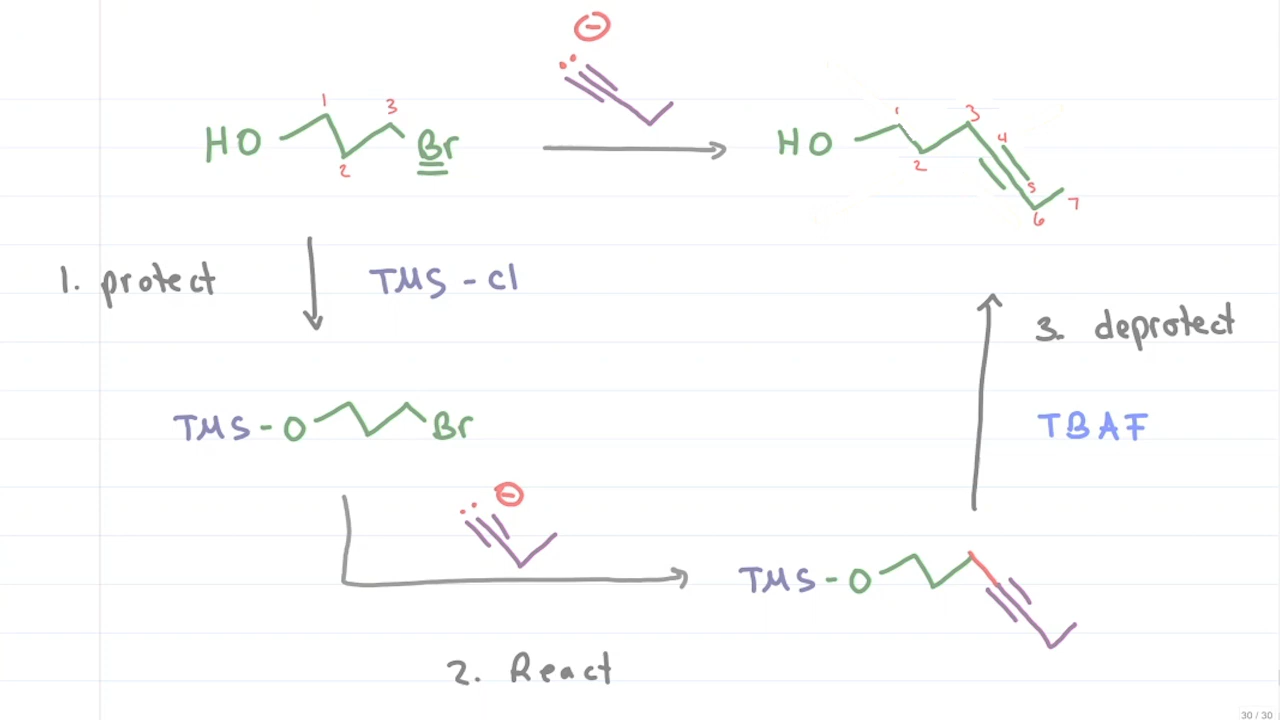 ⊖
HO 1 2 3 Br
HO 1 2 3 4 5 6 7
1. protect
TMS - Cl
3. deprotect
TBAF
TMS - O Br
⊖
TMS - O
2. React
30 / 30